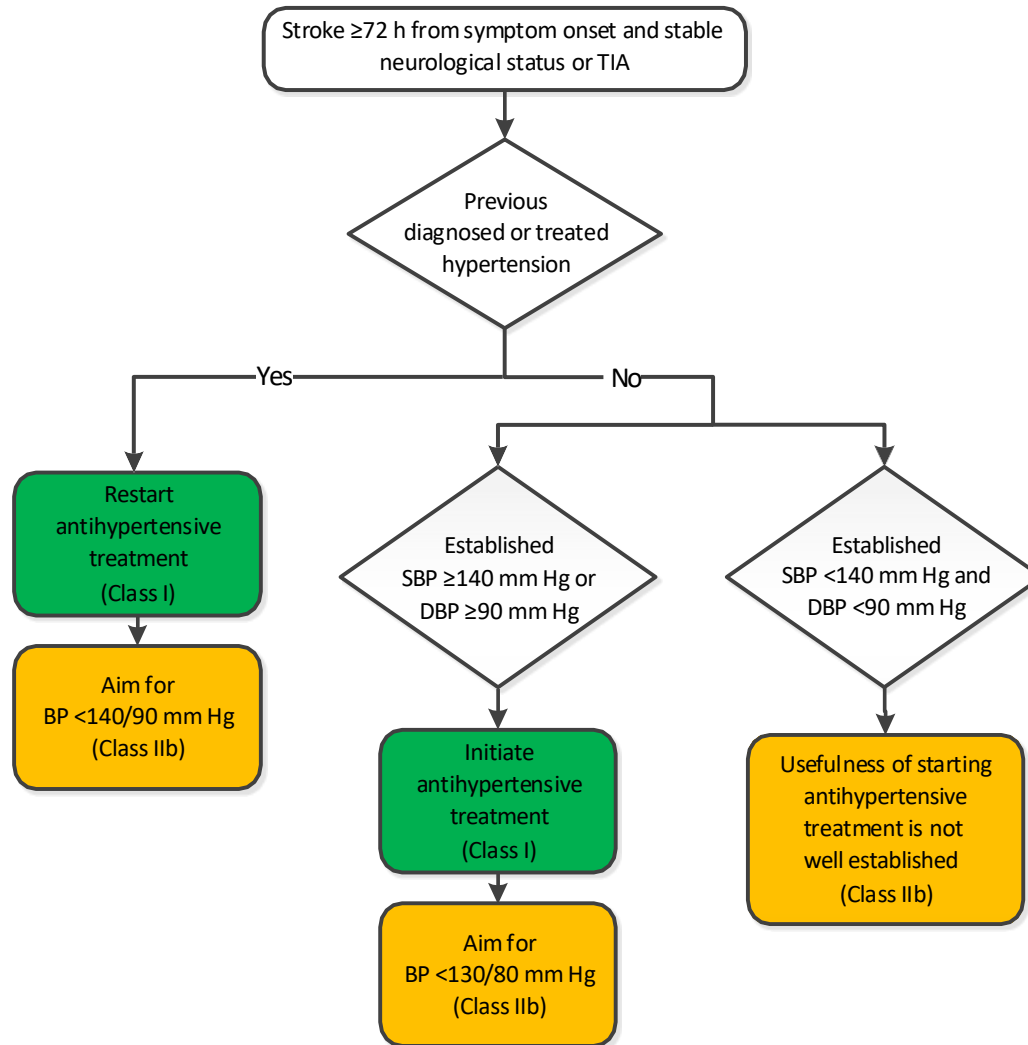 Stroke ≥72 h from symptom onset and stable
neurological status or TIA
Previous
diagnosed or treated
hypertension
Yes
No
Restart
antihypertensive
treatment
(Class I)
Aim for
BP <140/90 mm Hg
(Class IIb)
Established
SBP ≥140 mm Hg or
DBP ≥90 mm Hg
Initiate
antihypertensive
treatment
(Class I)
Aim for
BP <130/80 mm Hg
(Class IIb)
Established
SBP <140 mm Hg and
DBP <90 mm Hg
Usefulness of starting
antihypertensive
treatment is not
well established
(Class IIb)